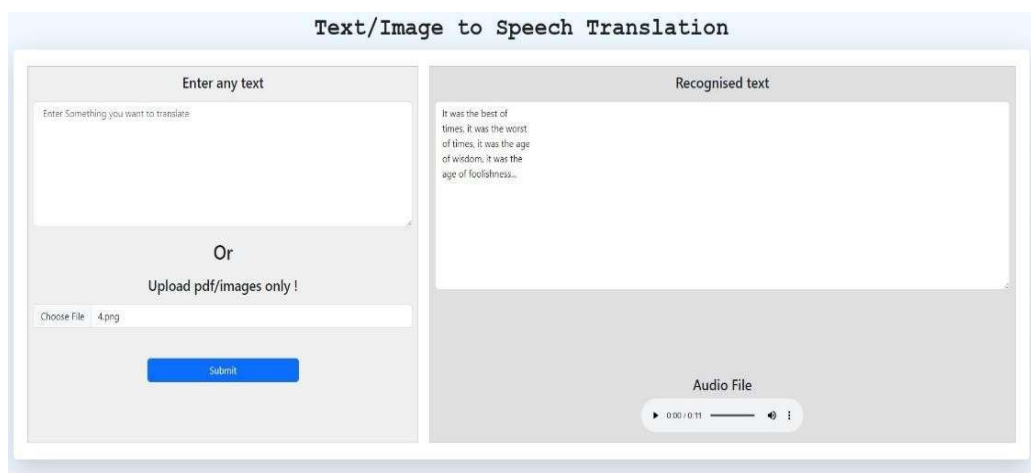 Text/Image to Speech Translation
Enter any text
Enter Something you want to translate
Or
Upload pdf/images only !
Choose File 4.png
Submit
Recognised text
It was the best of
times, it was the worst
of times, it was the age
of wisdom, it was the
age of foolishness...
Audio File
0:00 / 0:11